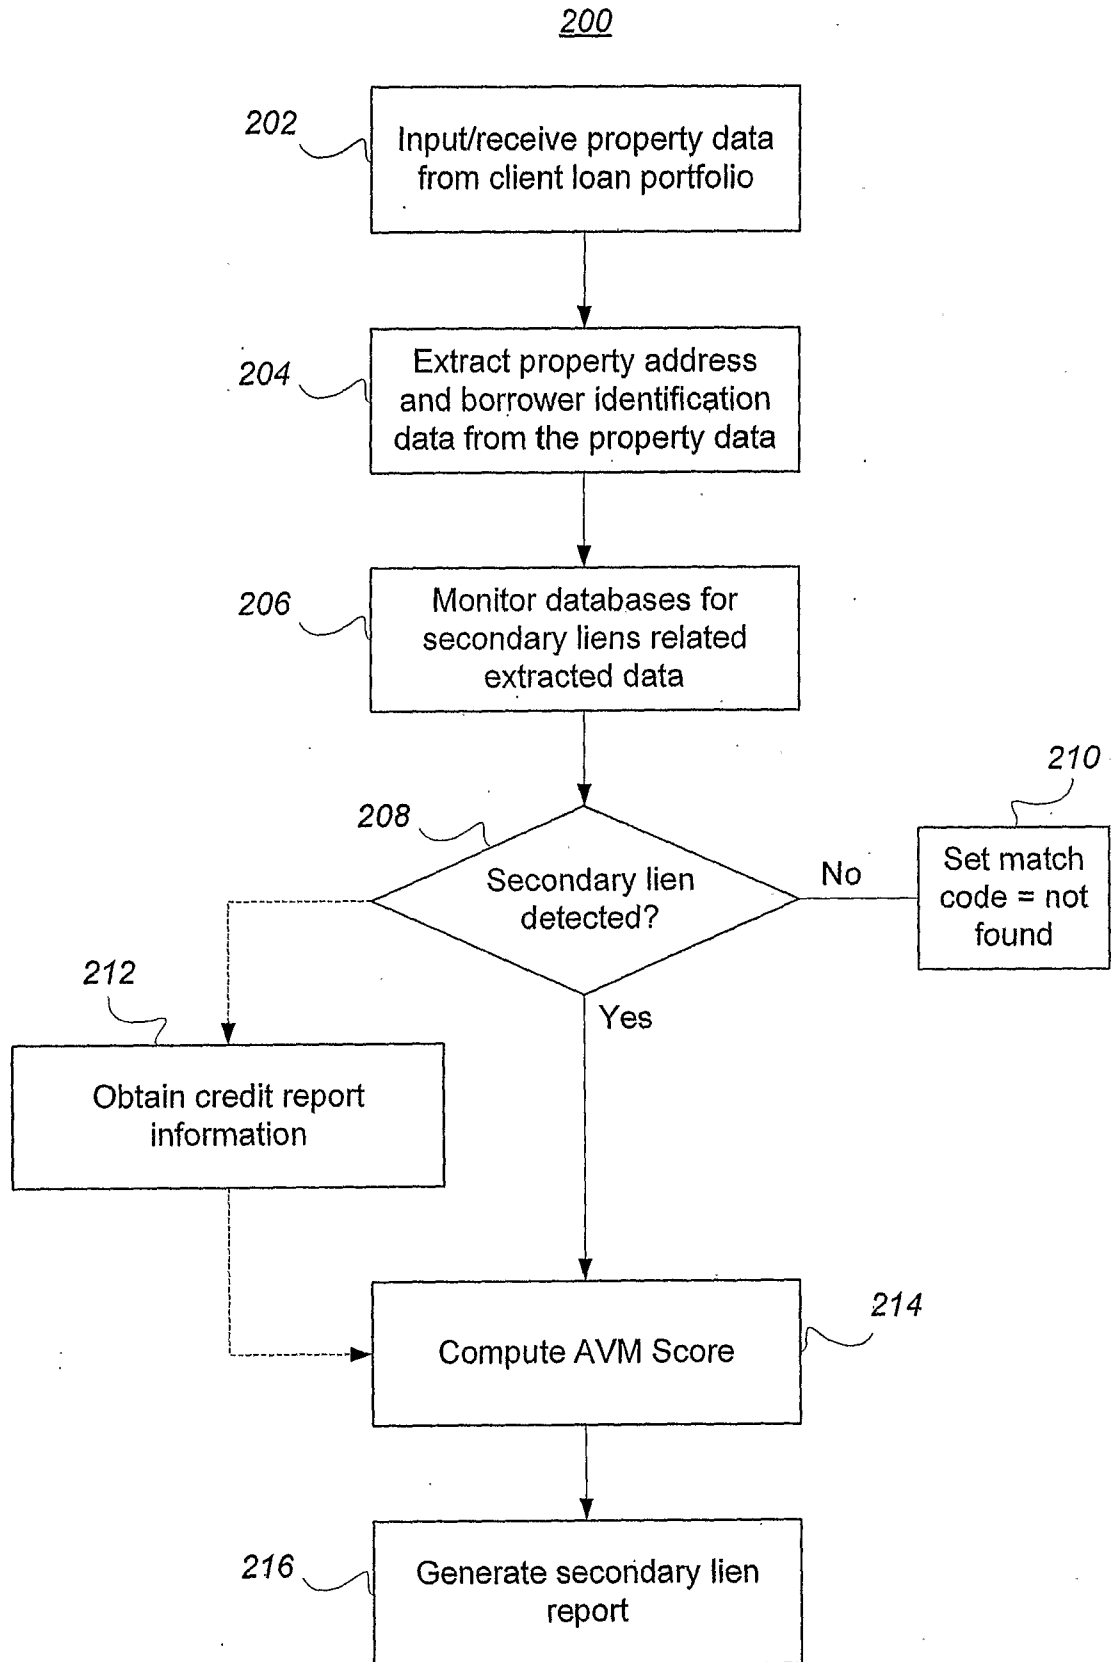 200
202
Input/receive property data
from client loan portfolio
204
Extract property address
and borrower identification
data from the property data
206
Monitor databases for
secondary liens related
extracted data
210
208
Secondary lien
detected?
No
Set match
code = not
found
Yes
212
Obtain credit report
information
214
Compute AVM Score
216
Generate secondary lien
report